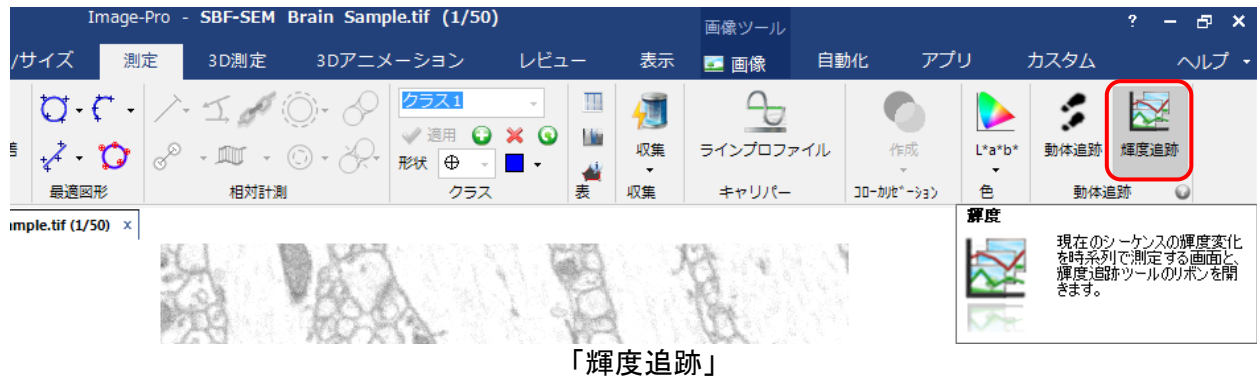 Image-Pro - SBF-SEM Brain Sample.tif (1/50)
画像ツール
? – ×
/サイズ 測定 3D測定 3Dアニメーション レビュー 表示 画像 自動化 アプリ カスタム ヘルプ
クラス1
適用
形状
収集
ラインプロファイル
作成
L*a*b*
動体追跡
輝度追跡
最適図形 相対計測 クラス 表 収集 キャリパー コローカリゼーション 色 動体追跡
ample.tif (1/50) x
輝度
現在のシーケンスの輝度変化
を時系列で測定する画面と、
輝度追跡ツールのリボンを開
きます。
「輝度追跡」